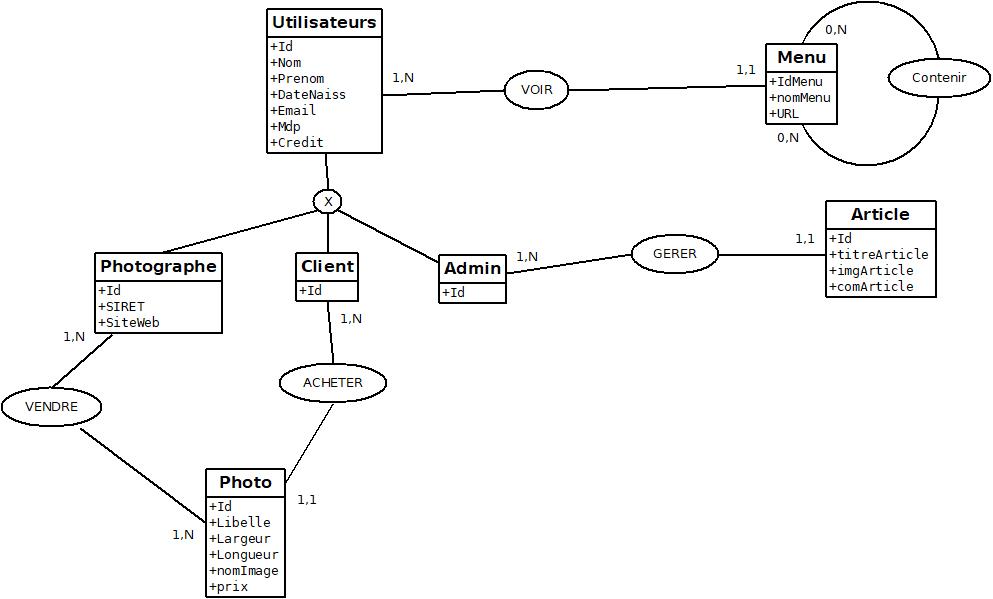 Utilisateurs
+Id
+Nom
+Prenom
+DateNaiss
+Email
+Mdp
+Credit
1,N
VOIR
1,1
Menu
+IdMenu
+nomMenu
+URL
0,N
Contenir
0,N
X
Photographe
+Id
+SIRET
+SiteWeb
Client
+Id
Admin
+Id
1,N
GERER
1,1
Article
+Id
+titreArticle
+imgArticle
+comArticle
1,N
VENDRE
1,N
1,N
ACHETER
1,1
Photo
+Id
+Libelle
+Largeur
+Longueur
+nomImage
+prix